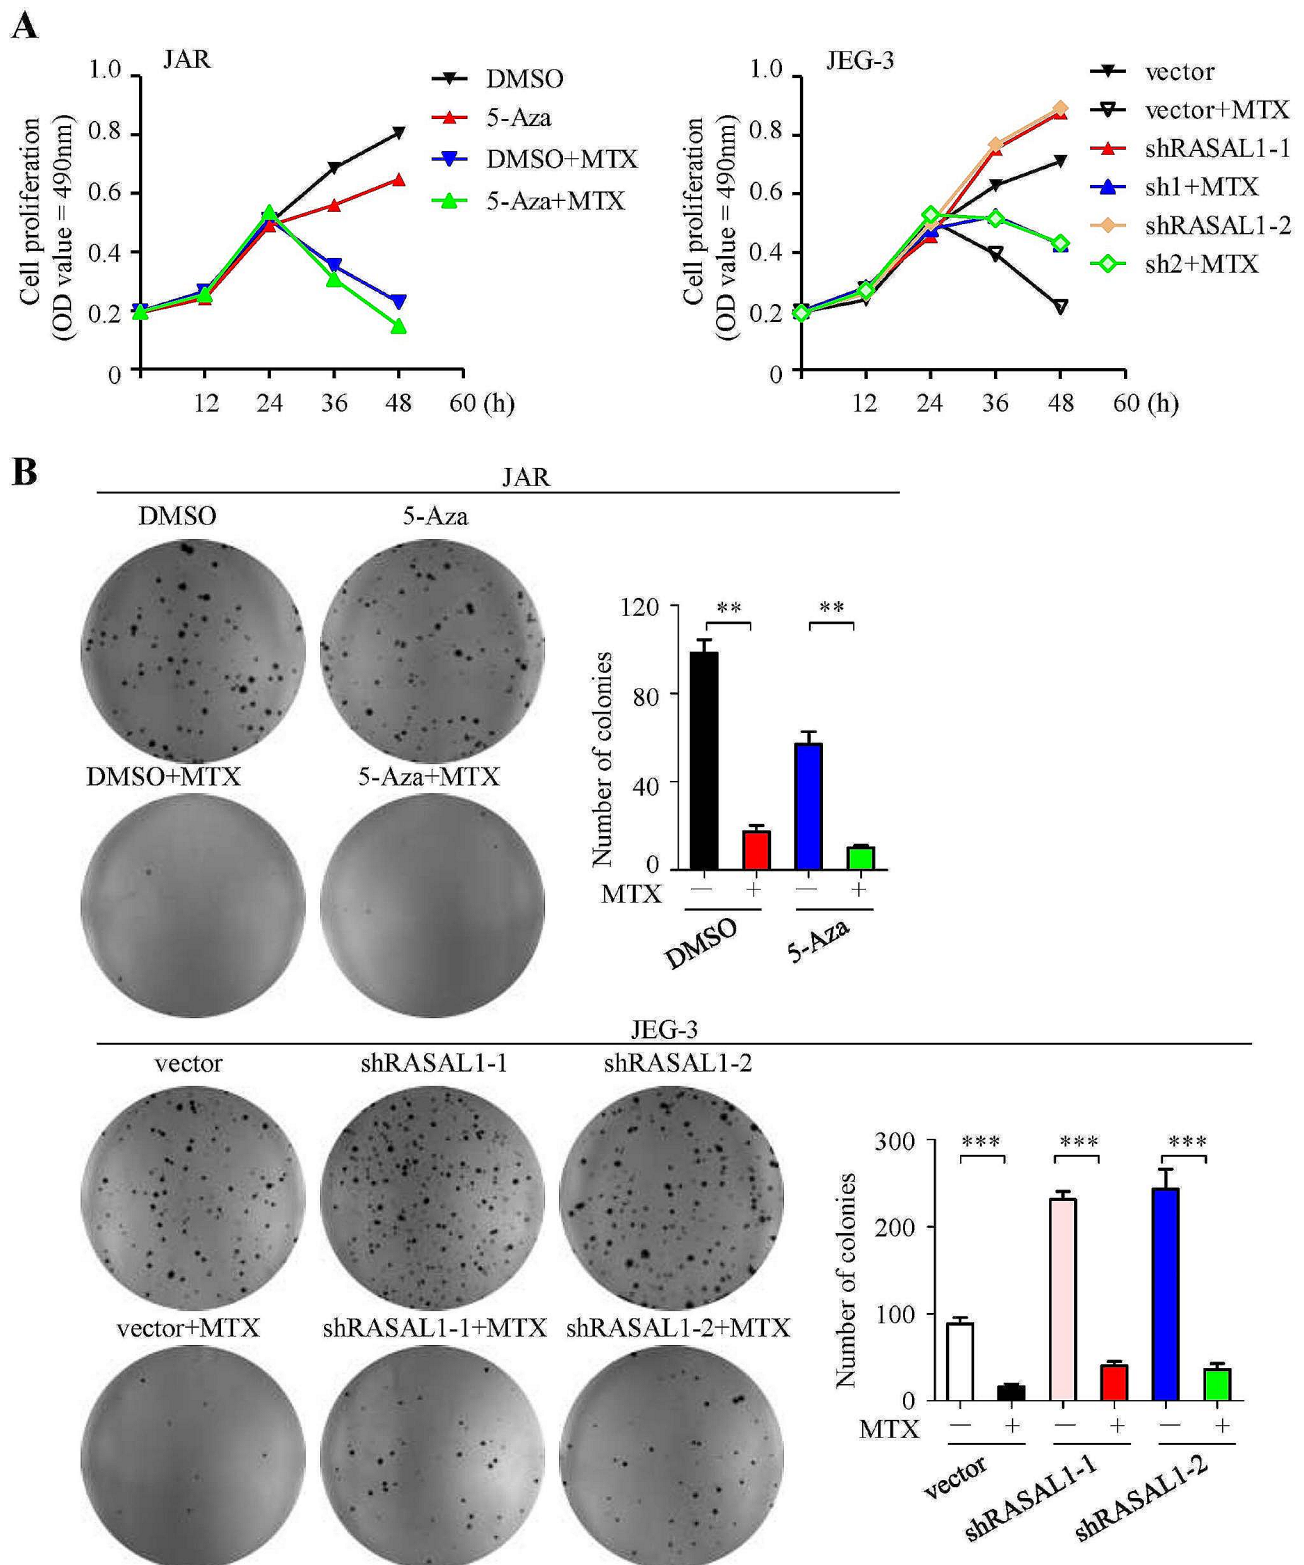 A
JAR
1.0
0.8
0.6
0.4
0.2
0
Cell proliferation
(OD value = 490nm)
12 24 36 48 60 (h)
DMSO
5-Aza
DMSO+MTX
5-Aza+MTX
JEG-3
1.0
0.8
0.6
0.4
0.2
0
Cell proliferation
(OD value = 490nm)
12 24 36 48 60 (h)
vector
vector+MTX
shRASAL1-1
sh1+MTX
shRASAL1-2
sh2+MTX
B
JAR
DMSO 5-Aza
DMSO+MTX 5-Aza+MTX
Number of colonies
120
80
40
0
** **
MTX — + — +
DMSO 5-Aza
JEG-3
vector shRASAL1-1 shRASAL1-2
vector+MTX shRASAL1-1+MTX shRASAL1-2+MTX
Number of colonies
300
200
100
0
*** *** ***
MTX — + — + — +
vector shRASAL1-1 shRASAL1-2